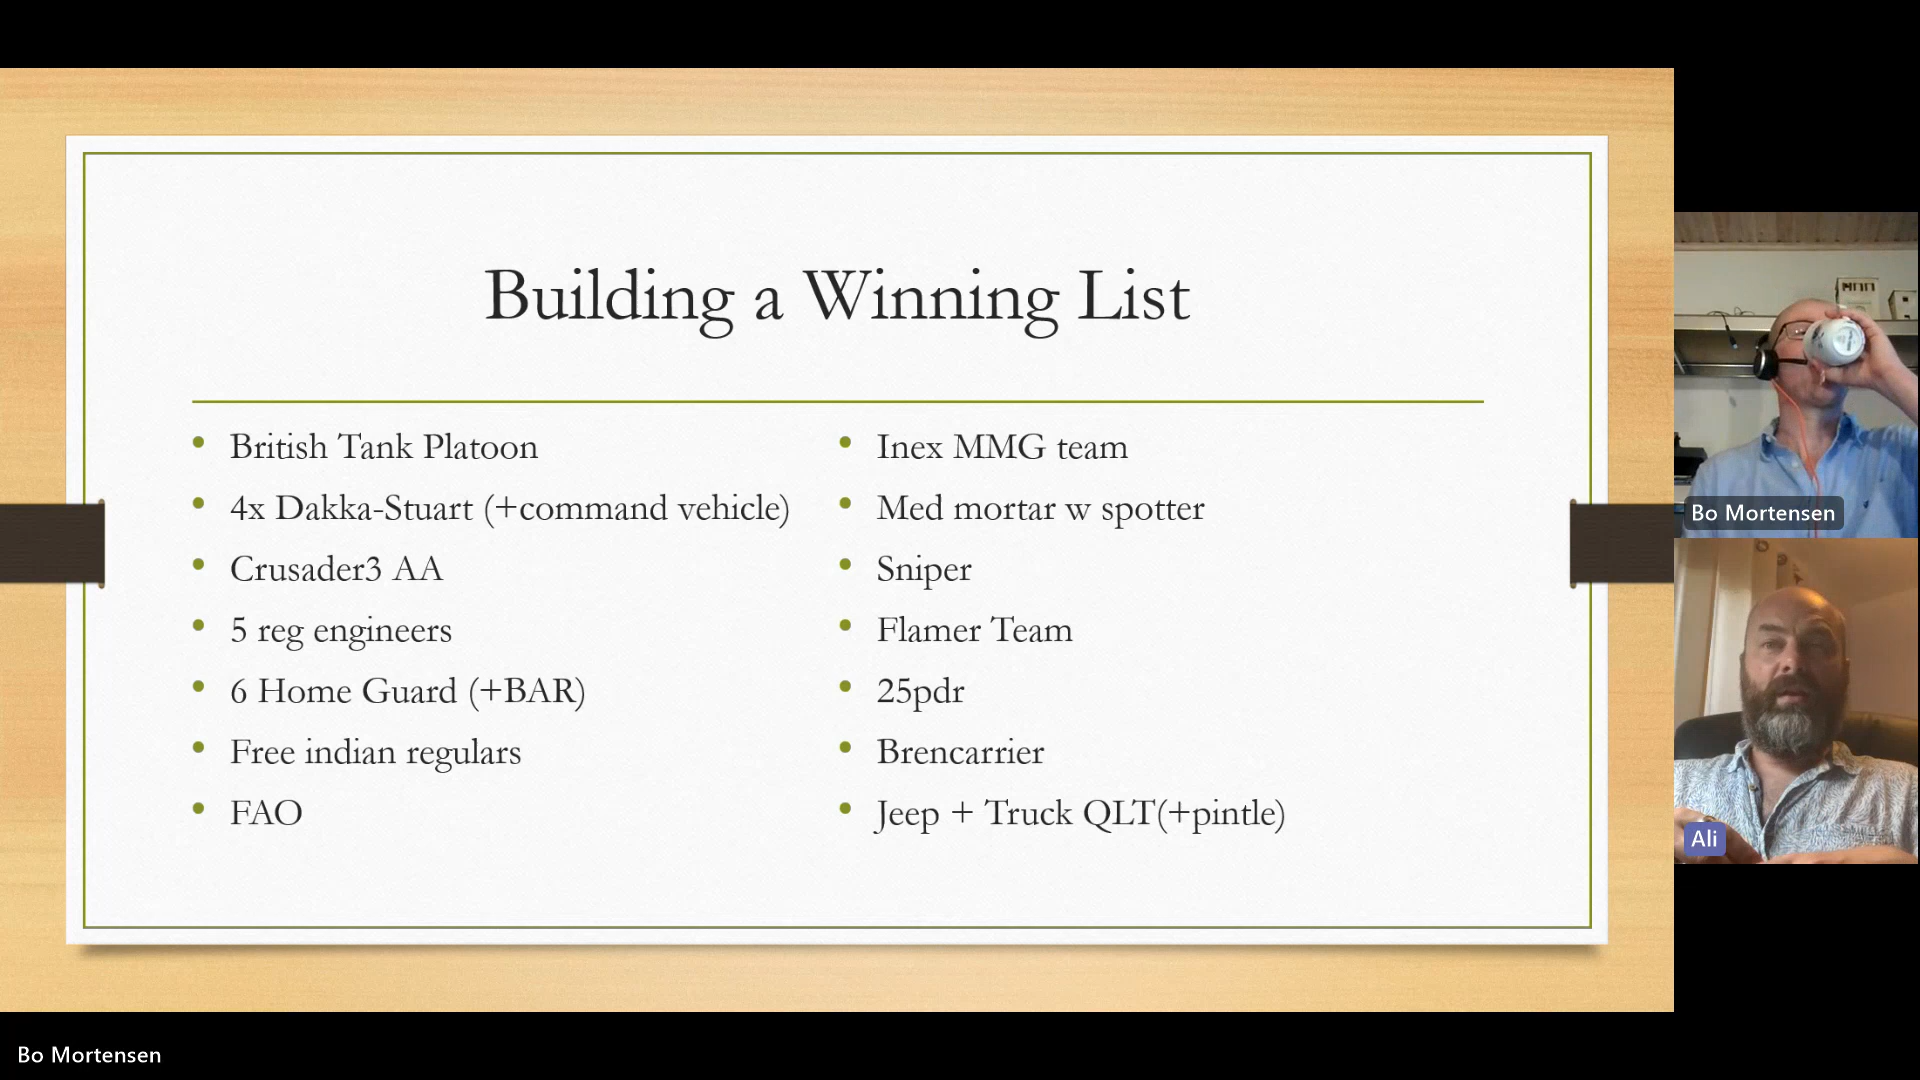 Building a Winning List
British Tank Platoon
4x Dakka-Stuart (+command vehicle)
Crusader3 AA
5 reg engineers
6 Home Guard (+BAR)
Free indian regulars
FAO
Inex MMG team
Med mortar w spotter
Sniper
Flamer Team
25pdr
Brencarrier
Jeep + Truck QLT(+pintle)
Bo Mortensen
Ali
Bo Mortensen